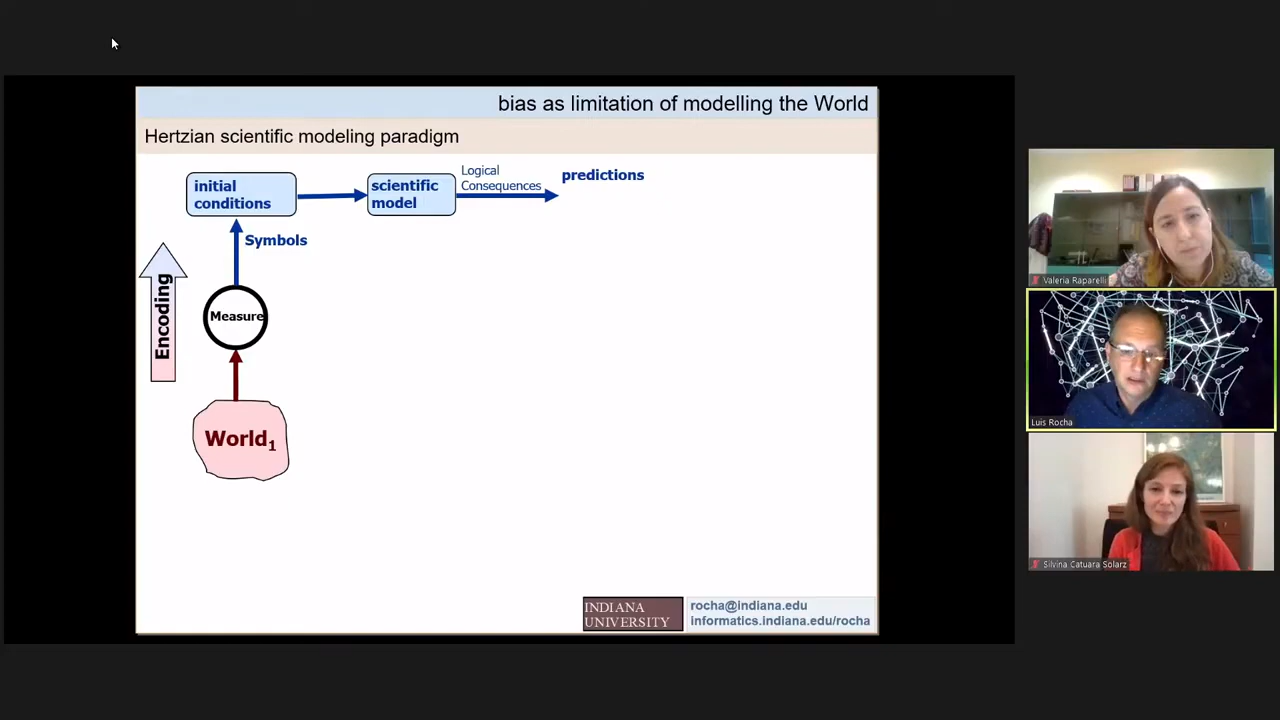 bias as limitation of modelling the World
Hertzian scientific modeling paradigm
initial
conditions
scientific
model
Logical
Consequences
predictions
Symbols
Encoding
Measure
World1
INDIANA
UNIVERSITY
rocha@indiana.edu
informatics.indiana.edu/rocha
Valeria Raparelli
Luis Rocha
Silvina Catuara Solarz